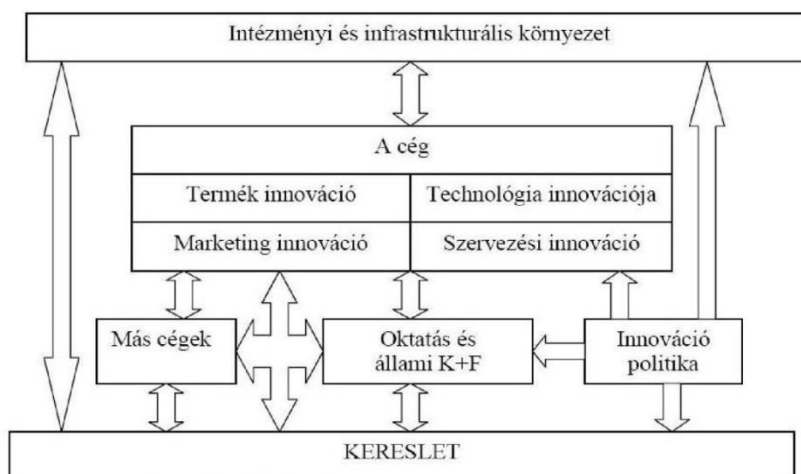 Intézményi és infrastrukturális környezet
A cég
Termék innováció
Technológia innovációja
Marketing innováció
Szervezési innováció
Más cégek
Oktatás és
állami K+F
Innováció
politika
KERESLET